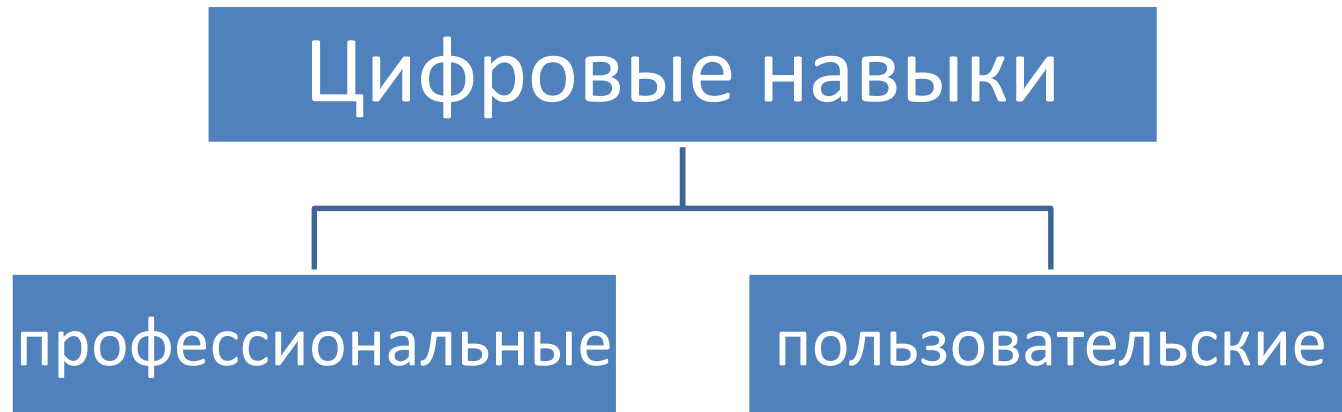 Цифровые навыки
профессиональные
пользовательские